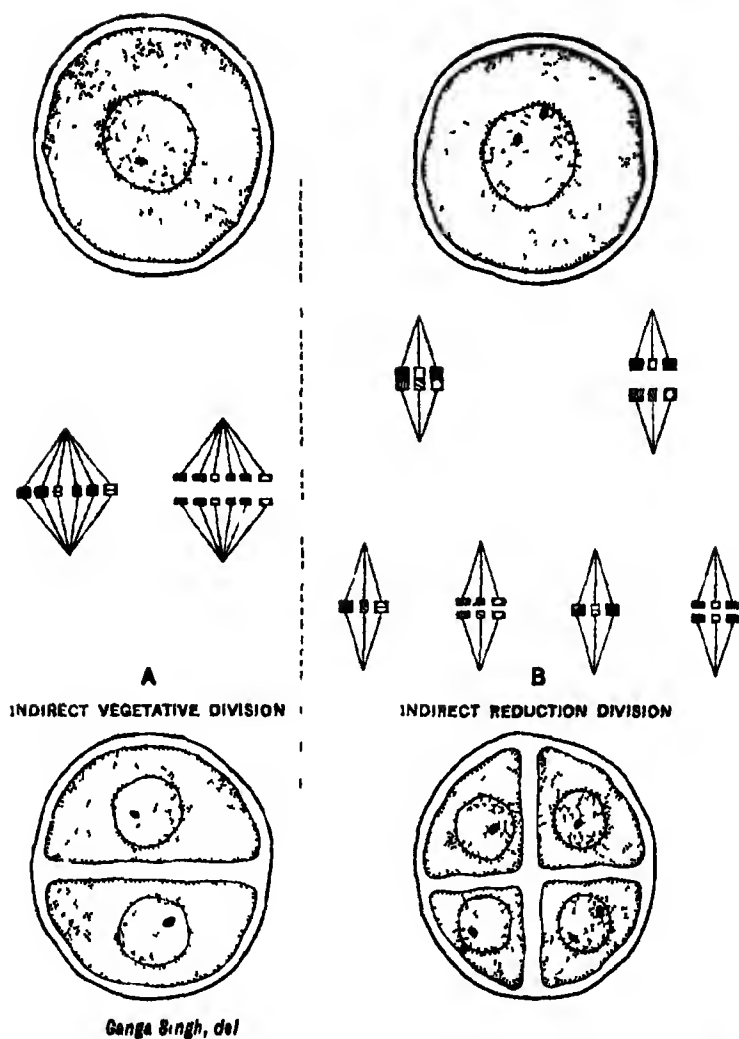 A
INDIRECT VEGETATIVE DIVISION
B
INDIRECT REDUCTION DIVISION
Ganga Singh, del